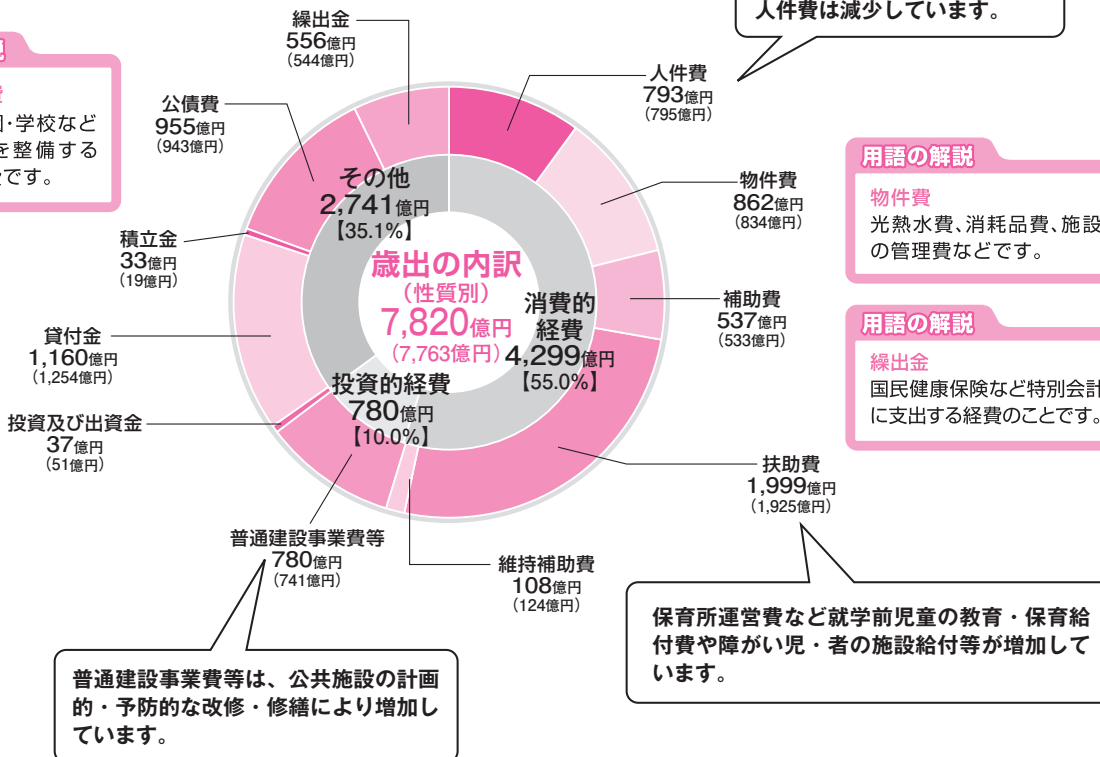 人件費は減少しています。
繰出金
556億円
（544億円）
人件費
793億円
（795億円）
公債費
955億円
（943億円）
園・学校など
を整備する
です。
その他
2,741億円
【35.1%】
物件費
862億円
（834億円）
用語の解説
物件費
光熱水費、消耗品費、施設
の管理費などです。
積立金
33億円
（19億円）
歳出の内訳
（性質別）
7,820億円
（7,763億円）
消費的
経費
4,299億円
【55.0%】
補助費
537億円
（533億円）
用語の解説
繰出金
国民健康保険など特別会計
に支出する経費のことです。
貸付金
1,160億円
（1,254億円）
投資的経費
780億円
【10.0%】
投資及び出資金
37億円
（51億円）
扶助費
1,999億円
（1,925億円）
普通建設事業費等
780億円
（741億円）
維持補助費
108億円
（124億円）
保育所運営費など就学前児童の教育・保育給
付費や障がい児・者の施設給付等が増加して
います。
普通建設事業費等は、公共施設の計画
的・予防的な改修・修繕により増加し
ています。